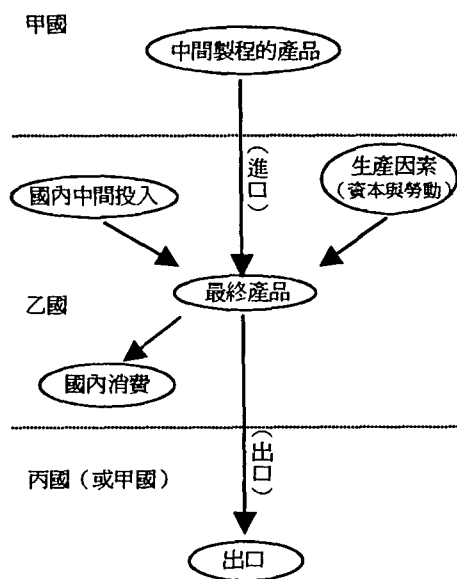 甲國
中間製程的產品
(進口)
生產因素
(資本與勞動)
國內中間投入
最終產品
乙國
國內消費
(出口)
丙國(或甲國)
出口